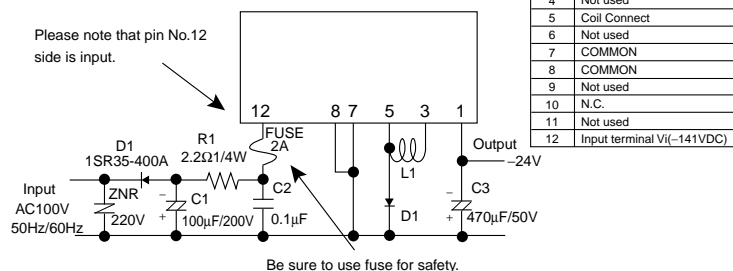 4 Not used
5 Coil Connect
6 Not used
7 COMMON
8 COMMON
9 Not used
10 N.C.
11 Not used
12 Input terminal Vi(−141VDC)
Please note that pin No.12
side is input.
12 8 7 5 3 1
FUSE
2A
D1
1SR35-400A
R1
2.2Ω1/4W
L1
Output
−24V
Input
AC100V
50Hz/60Hz
ZNR
220V
− C1
+ 100μF/200V
C2
0.1μF
D1
− C3
+ 470μF/50V
Be sure to use fuse for safety.